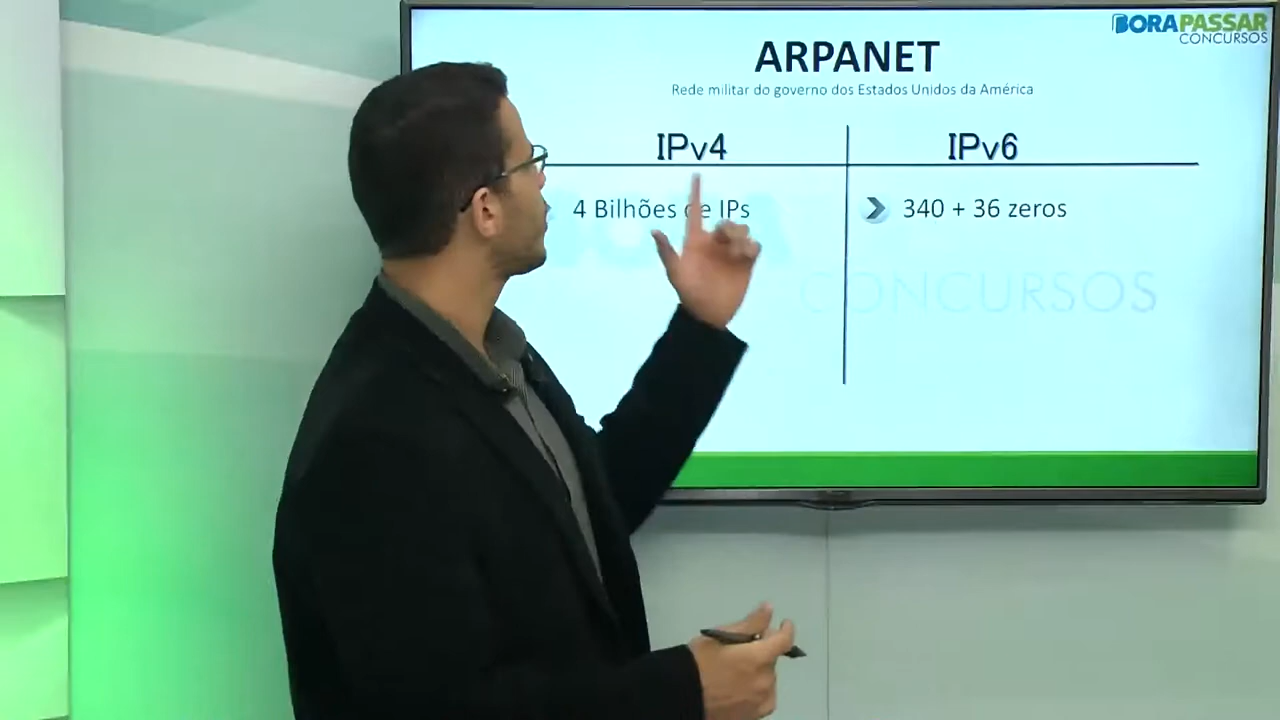 BORAPASSAR
CONCURSOS
ARPANET
Rede militar do governo dos Estados Unidos da América
IPv4
IPv6
4 Bilhões de IPs
340 + 36 zeros
CONCURSOS